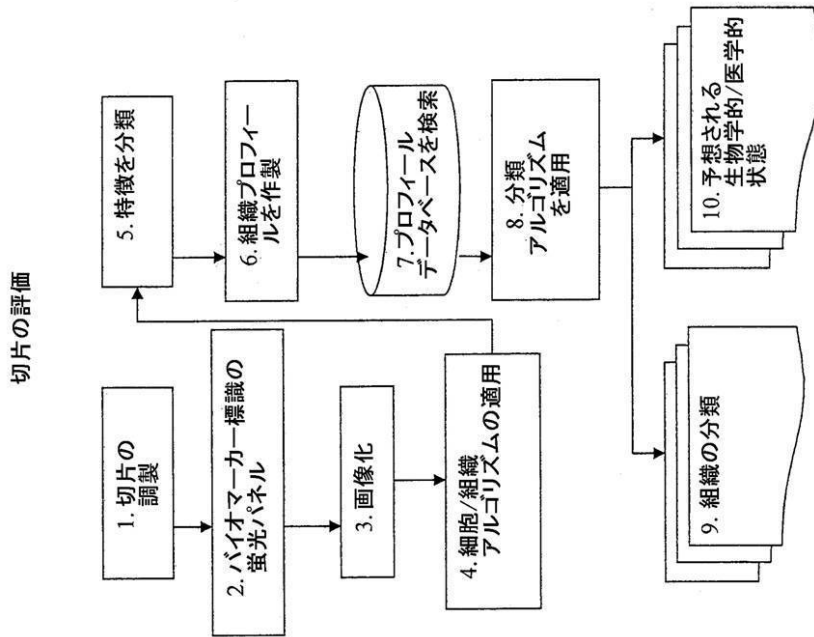 切片の評価
1. 切片の
調製
2. バイオマーカー標識の
蛍光パネル
3. 画像化
4. 細胞/組織
アルゴリズムの適用
5. 特徴を分類
6. 組織プロフィー
ルを作製
7. プロフィール
データベースを検索
8. 分類
アルゴリズム
を適用
9. 組織の分類
10. 予想される
生物学的/医学的
状態